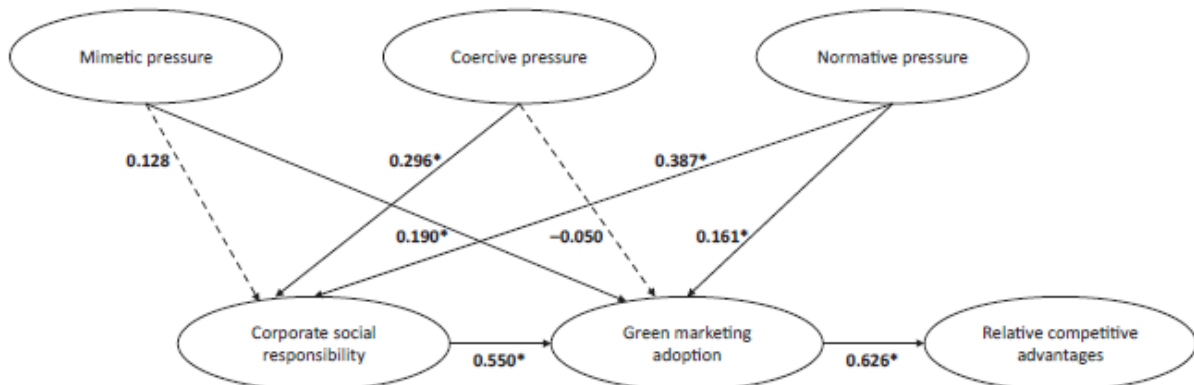 Mimetic pressure
Coercive pressure
Normative pressure
0.128
0.296*
0.387*
0.190*
–0.050
0.161*
Corporate social
responsibility
Green marketing
adoption
Relative competitive
advantages
0.550*
0.626*